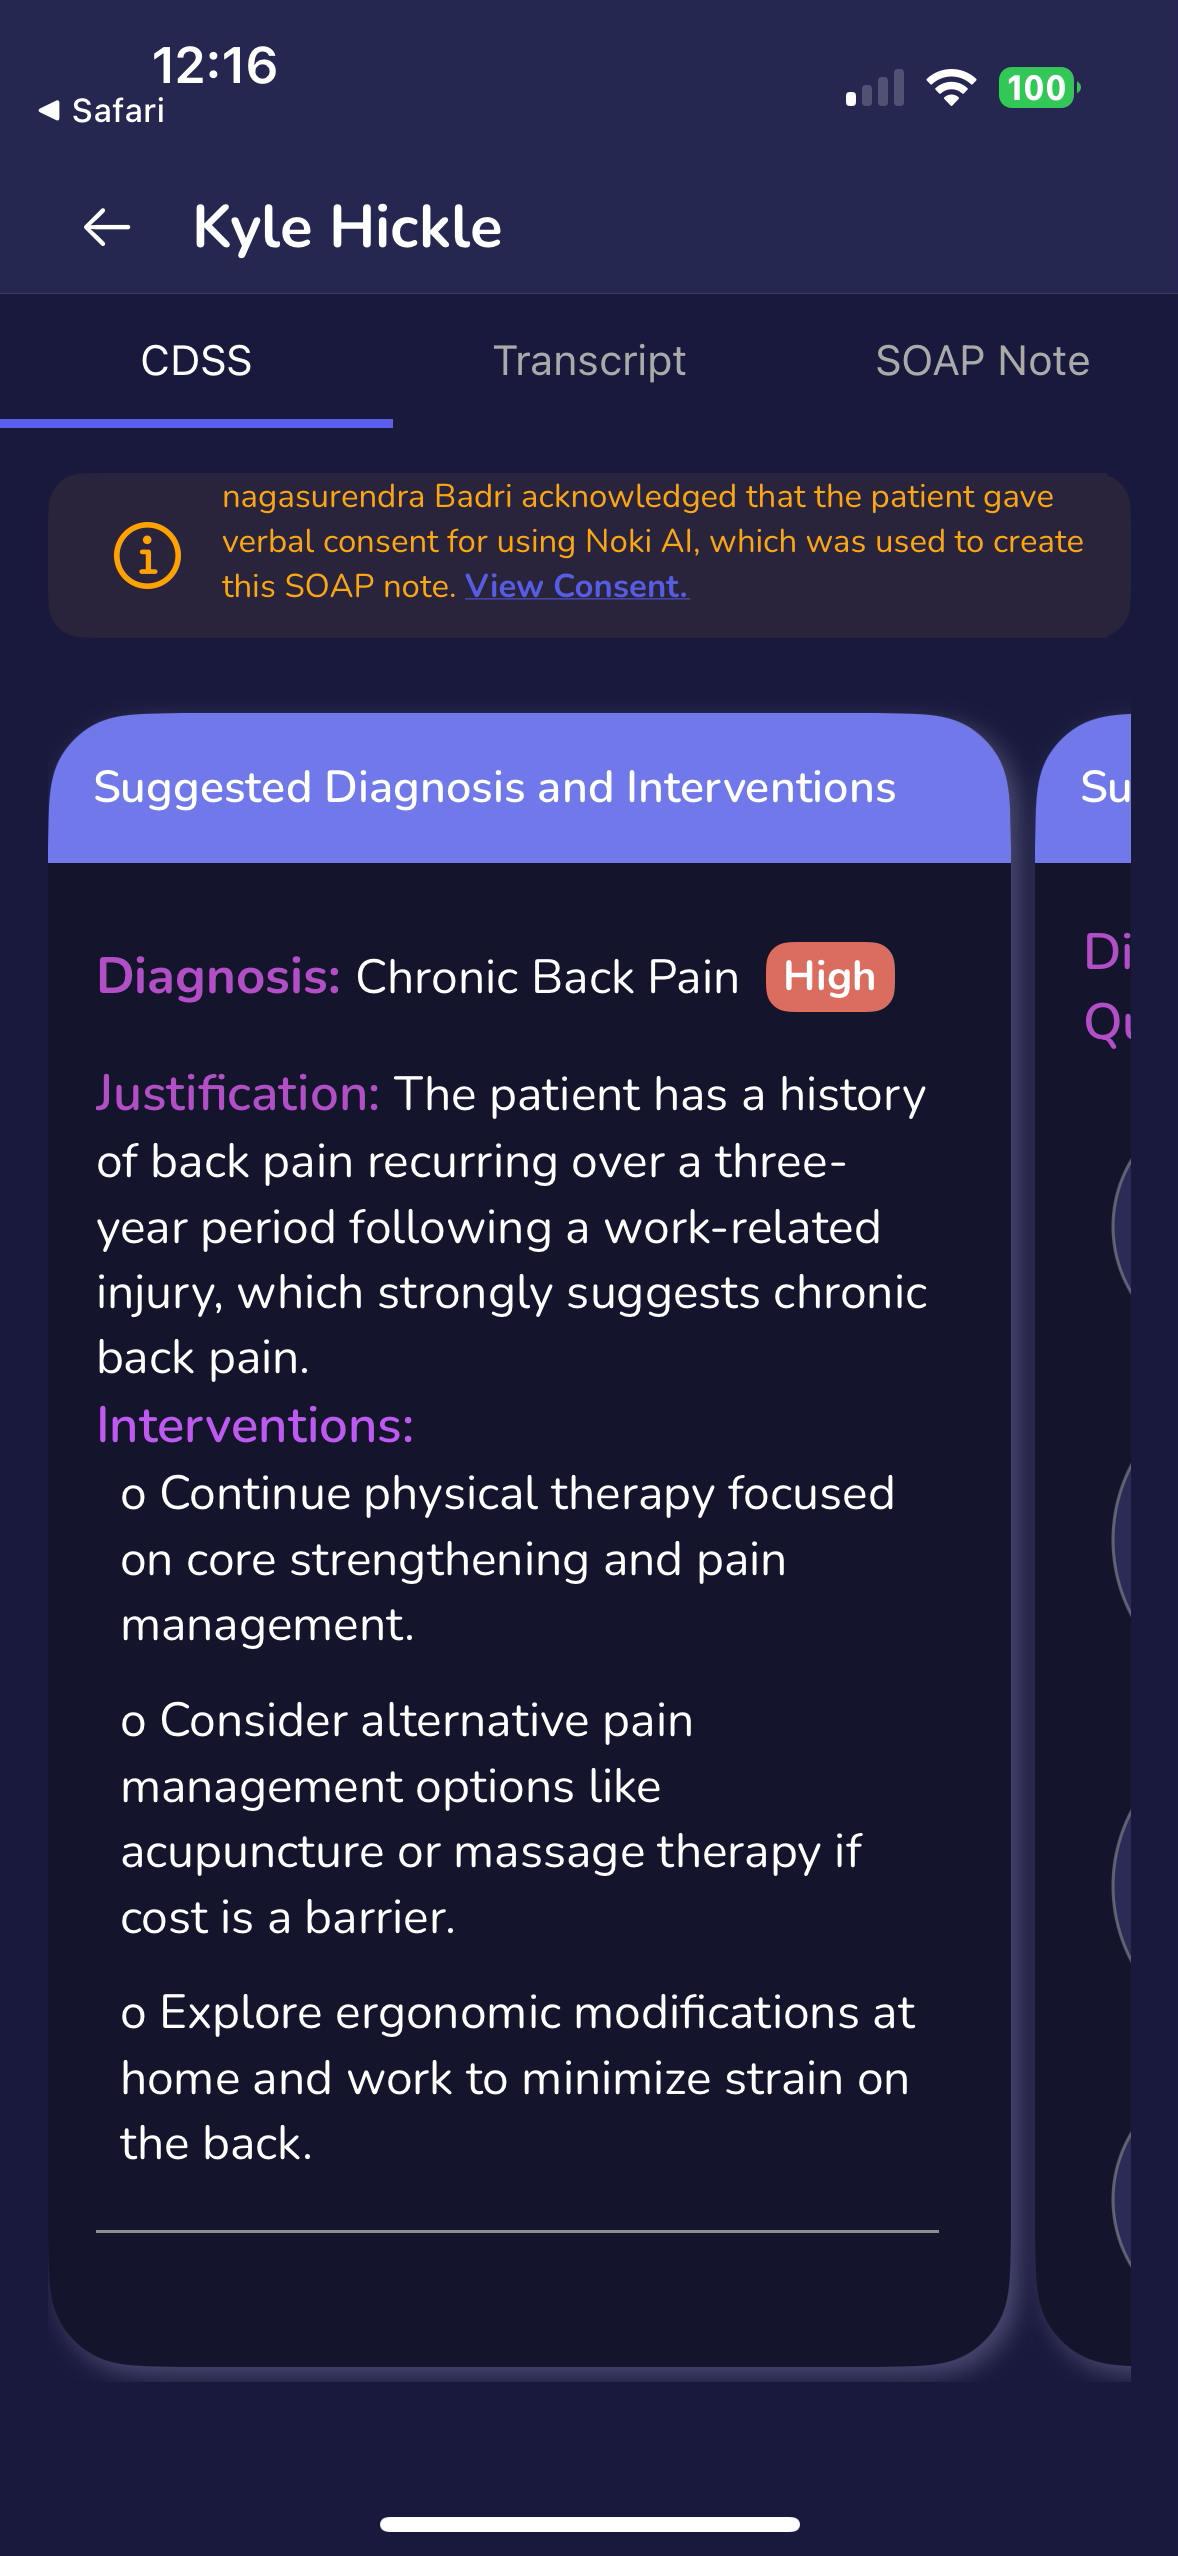 12:16
Safari
100
Kyle Hickle
CDSS
Transcript
SOAP Note
nagasurendra Badri acknowledged that the patient gave
verbal consent for using Noki AI, which was used to create
this SOAP note. View Consent.
Suggested Diagnosis and Interventions
Diagnosis: Chronic Back Pain High
Justification: The patient has a history
of back pain recurring over a three-
year period following a work-related
injury, which strongly suggests chronic
back pain.
Interventions:
o Continue physical therapy focused
on core strengthening and pain
management.
o Consider alternative pain
management options like
acupuncture or massage therapy if
cost is a barrier.
o Explore ergonomic modifications at
home and work to minimize strain on
the back.